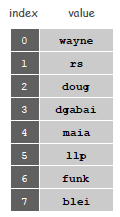 index value
0 wayne
1 rs
2 doug
3 dgabai
4 maia
5 llp
6 funk
7 blei